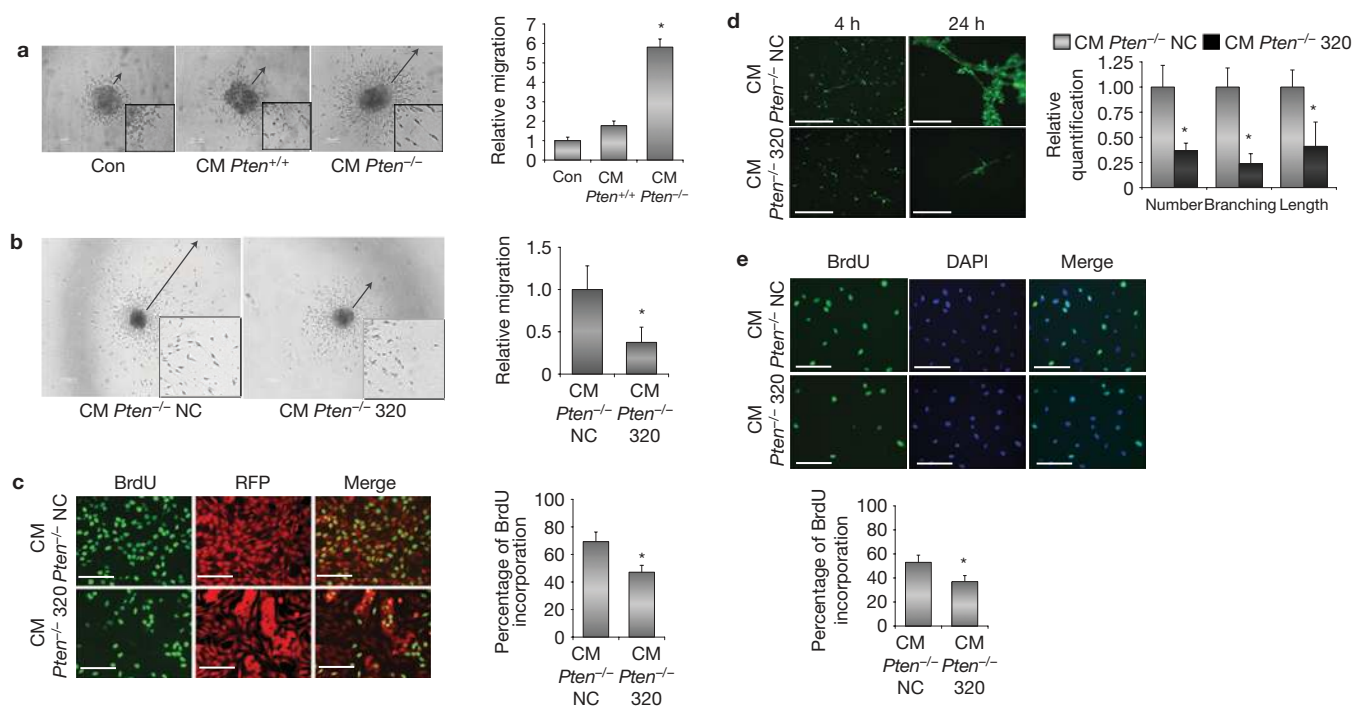 a
Con
CM Pten+/+
CM Pten–/–
Relative migration
7
6
5
4
3
2
1
0
*
Con
CM
Pten+/+
CM
Pten–/–
b
CM Pten–/– NC
CM Pten–/– 320
Relative migration
1.5
1.0
0.5
0
*
CM
Pten–/–
NC
CM
Pten–/–
320
c
BrdU
RFP
Merge
CM
Pten–/– NC
CM
Pten–/– 320
Percentage of BrdU
incorporation
100
80
60
40
20
0
*
CM
Pten–/–
NC
CM
Pten–/–
320
d
4 h
24 h
CM
Pten–/– NC
CM
Pten–/– 320
CM Pten–/– NC
CM Pten–/– 320
Relative
quantification
1.25
1.00
0.75
0.50
0.25
0
*
*
*
Number
Branching
Length
e
BrdU
DAPI
Merge
CM
Pten–/– NC
CM
Pten–/– 320
Percentage of BrdU
incorporation
100
80
60
40
20
0
*
CM
Pten–/–
NC
CM
Pten–/–
320